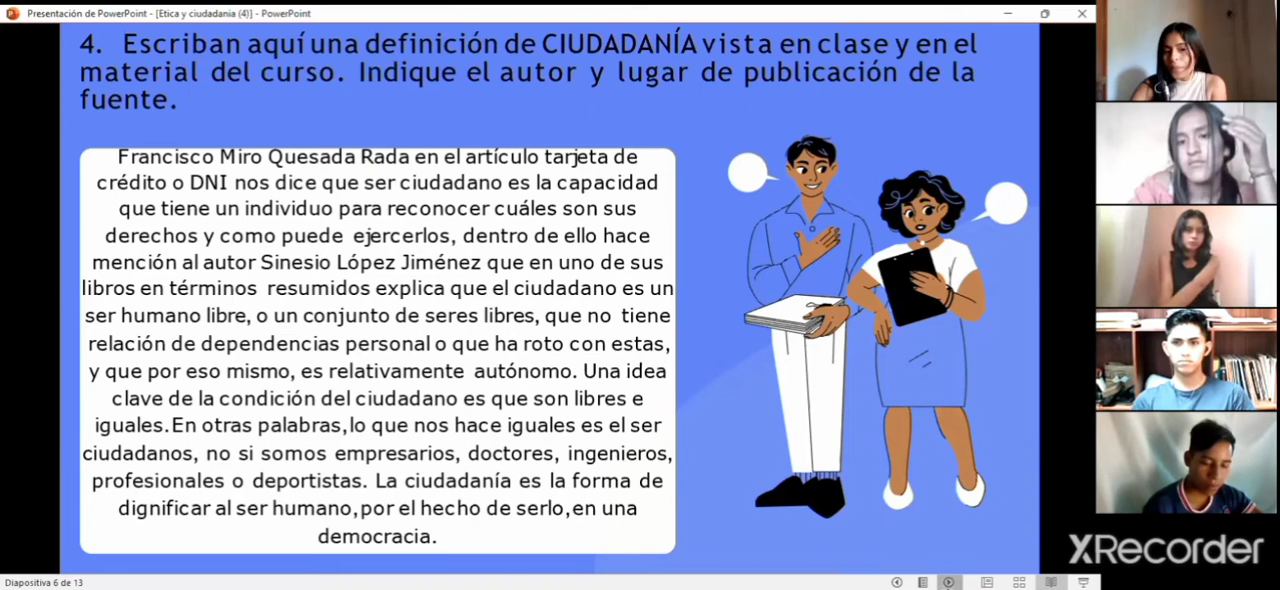 Presentación de PowerPoint - [Etica y ciudadania (4)] - PowerPoint
4. Escriban aquí una definición de CIUDADANÍA vista en clase y en el
material del curso. Indique el autor y lugar de publicación de la
fuente.
Francisco Miro Quesada Rada en el artículo tarjeta de
crédito o DNI nos dice que ser ciudadano es la capacidad
que tiene un individuo para reconocer cuáles son sus
derechos y como puede ejercerlos, dentro de ello hace
mención al autor Sinesio López Jiménez que en uno de sus
libros en términos resumidos explica que el ciudadano es un
ser humano libre, o un conjunto de seres libres, que no tiene
relación de dependencias personal o que ha roto con estas,
y que por eso mismo, es relativamente autónomo. Una idea
clave de la condición del ciudadano es que son libres e
iguales.En otras palabras,lo que nos hace iguales es el ser
ciudadanos, no si somos empresarios, doctores, ingenieros,
profesionales o deportistas. La ciudadanía es la forma de
dignificar al ser humano,por el hecho de serlo,en una
democracia.
XRecorder
Diapositiva 6 de 13